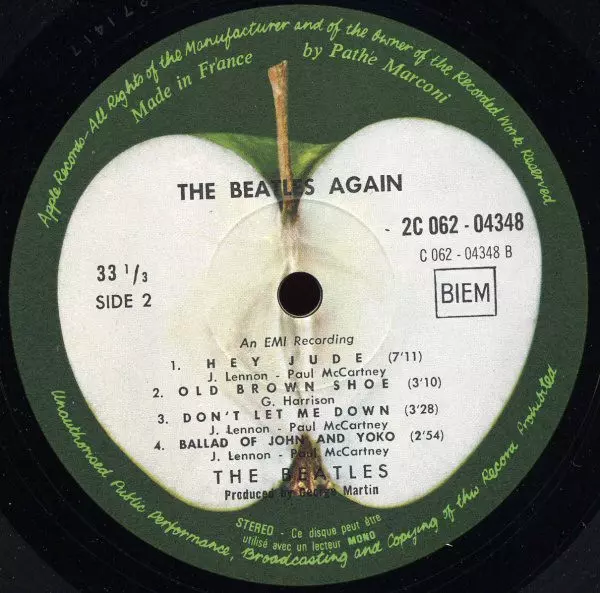 Apple Records-All Rights of the Manufacturer and of the Owner of the Recorded Work Reserved
Made in France by Pathé Marconi
THE BEATLES AGAIN
2C 062 - 04348
C 062 - 04348 B
33 1/3
SIDE 2
BIEM
An EMI Recording
1. HEY JUDE (7'11)
J. Lennon - Paul McCartney
2. OLD BROWN SHOE (3'10)
G. Harrison
3. DON'T LET ME DOWN (3'28)
J. Lennon - Paul McCartney
4. BALLAD OF JOHN AND YOKO (2'54)
J. Lennon - Paul McCartney
THE BEATLES
Produced by George Martin
STEREO - Ce disque peut être
utilisé avec un lecteur MONO
Unauthorised Public Performance, Broadcasting and Copying of this Record Prohibited